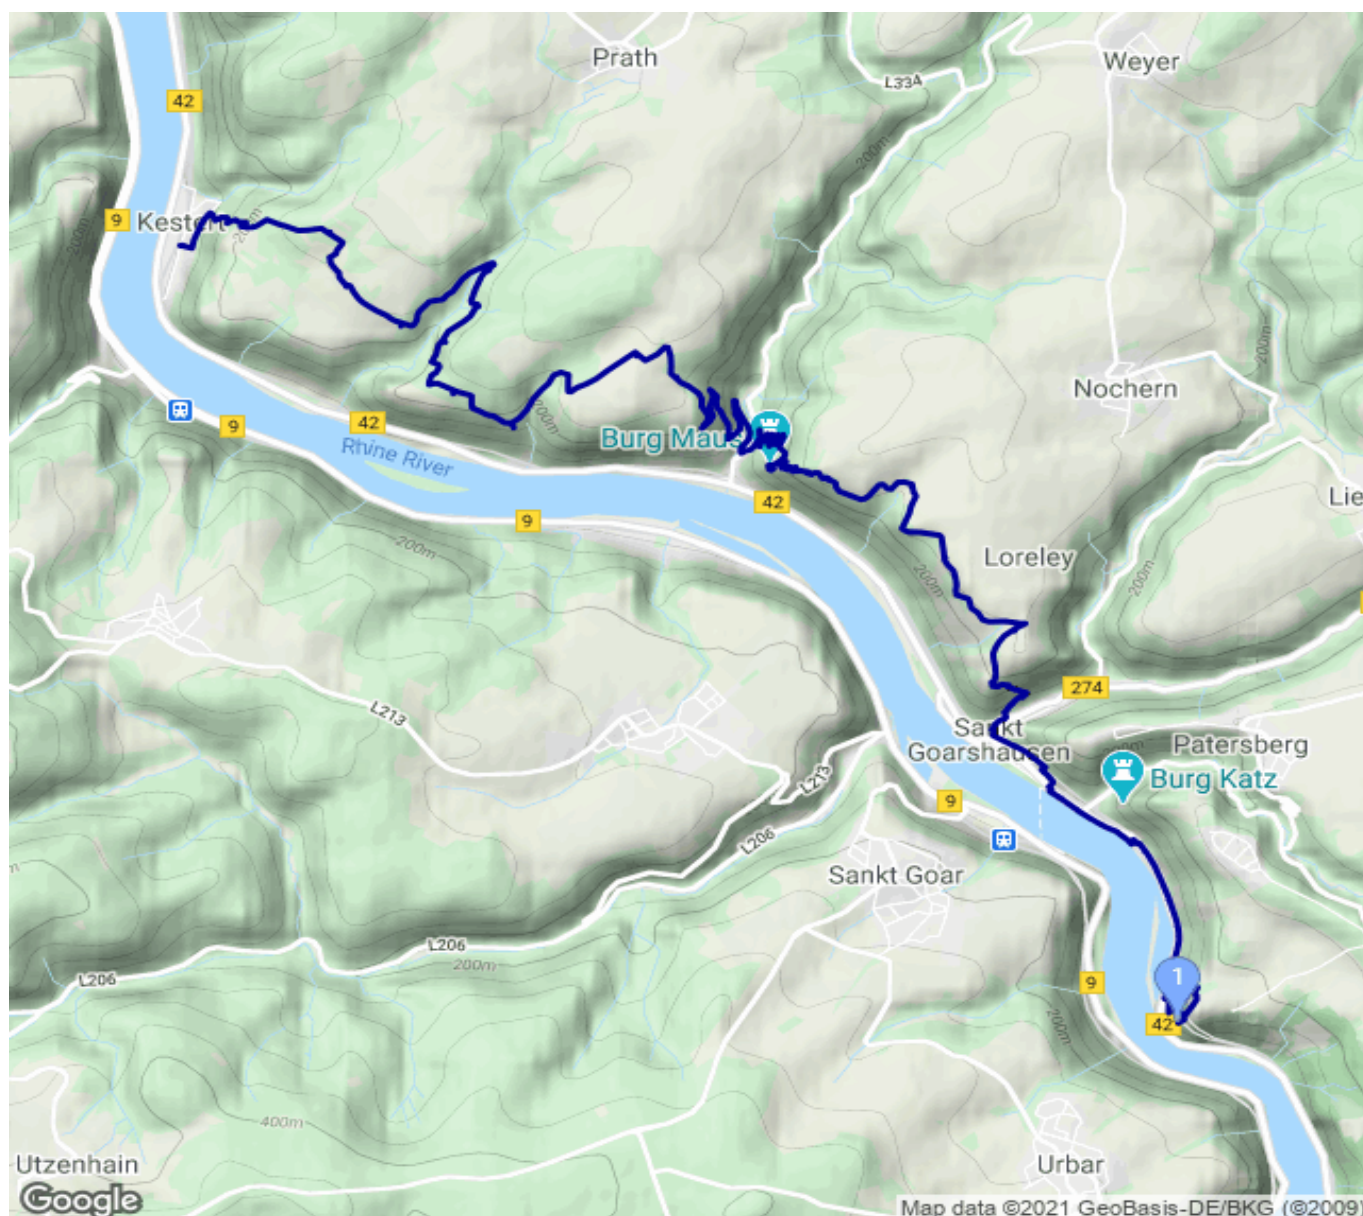 Prath
Weyer
L334
42
200m
9
Kestert
200m
200m
200m
Nochern
42
9
Burg Maus
200m
Rhine River
Lie
42
9
200m
Loreley
200m
200m
274
L213
Sankt
Goarshausen
Patersberg
Burg Katz
L213
9
L206
Sankt Goar
L206
200m
L206
1
9
42
200m
400m
Utzenhain
Urbar
Google
Map data ©2021 GeoBasis-DE/BKG (©2009)